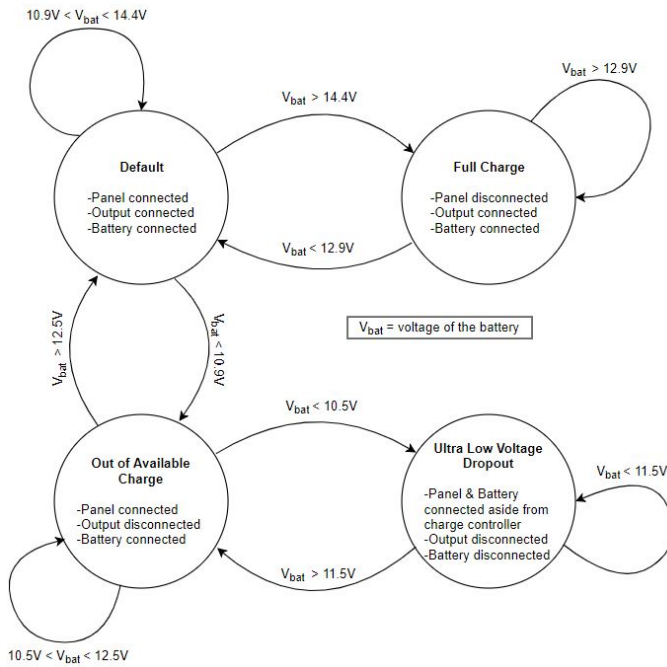 10.9V < Vbat < 14.4V
Vbat > 14.4V
Vbat > 12.9V
Default
-Panel connected
-Output connected
-Battery connected
Full Charge
-Panel disconnected
-Output connected
-Battery connected
Vbat < 12.9V
Vbat > 12.5V
Vbat < 10.9V
Vbat = voltage of the battery
Vbat < 10.5V
Out of Available
Charge
-Panel connected
-Output disconnected
-Battery connected
Ultra Low Voltage
Dropout
-Panel & Battery
connected aside from
charge controller
-Output disconnected
-Battery disconnected
Vbat < 11.5V
Vbat > 11.5V
10.5V < Vbat < 12.5V